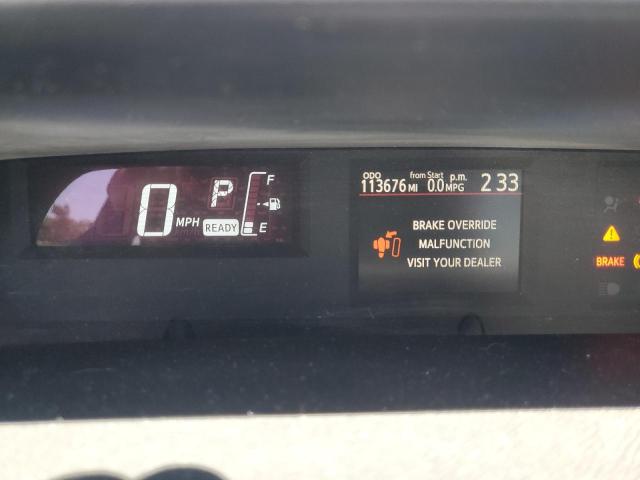 0 MPH
P
READY
F
E
ODO from Start p.m.
113676 MI 0.0 MPG 2 33
BRAKE OVERRIDE
MALFUNCTION
VISIT YOUR DEALER
BRAKE